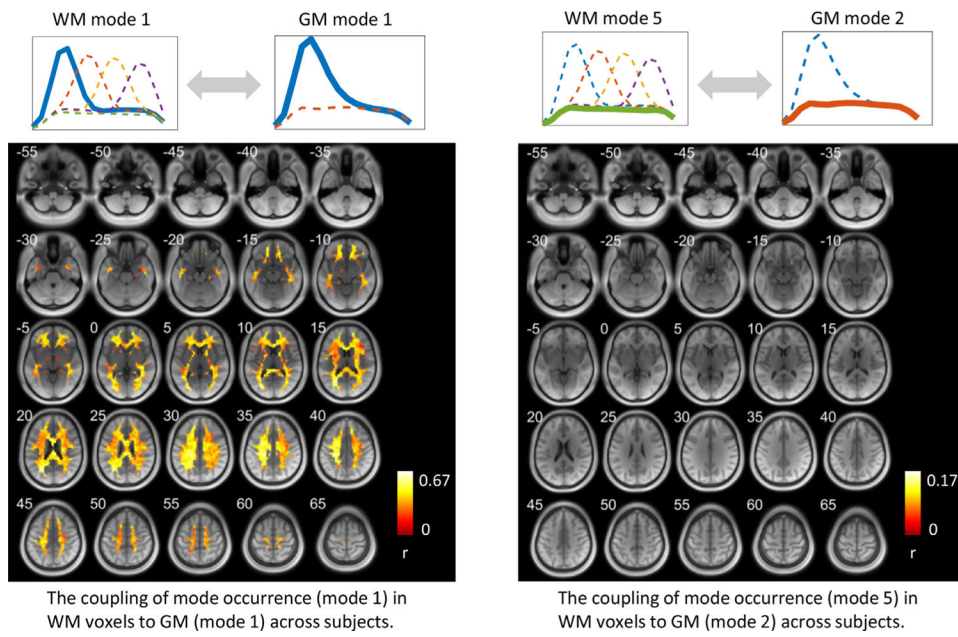 WM mode 1
GM mode 1
-55 -50 -45 -40 -35
-30 -25 -20 -15 -10
-5 0 5 10 15
20 25 30 35 40
45 50 55 60 65
0.67
0
r
The coupling of mode occurrence (mode 1) in
WM voxels to GM (mode 1) across subjects.
WM mode 5
GM mode 2
-55 -50 -45 -40 -35
-30 -25 -20 -15 -10
-5 0 5 10 15
20 25 30 35 40
45 50 55 60 65
0.17
0
r
The coupling of mode occurrence (mode 5) in
WM voxels to GM (mode 2) across subjects.